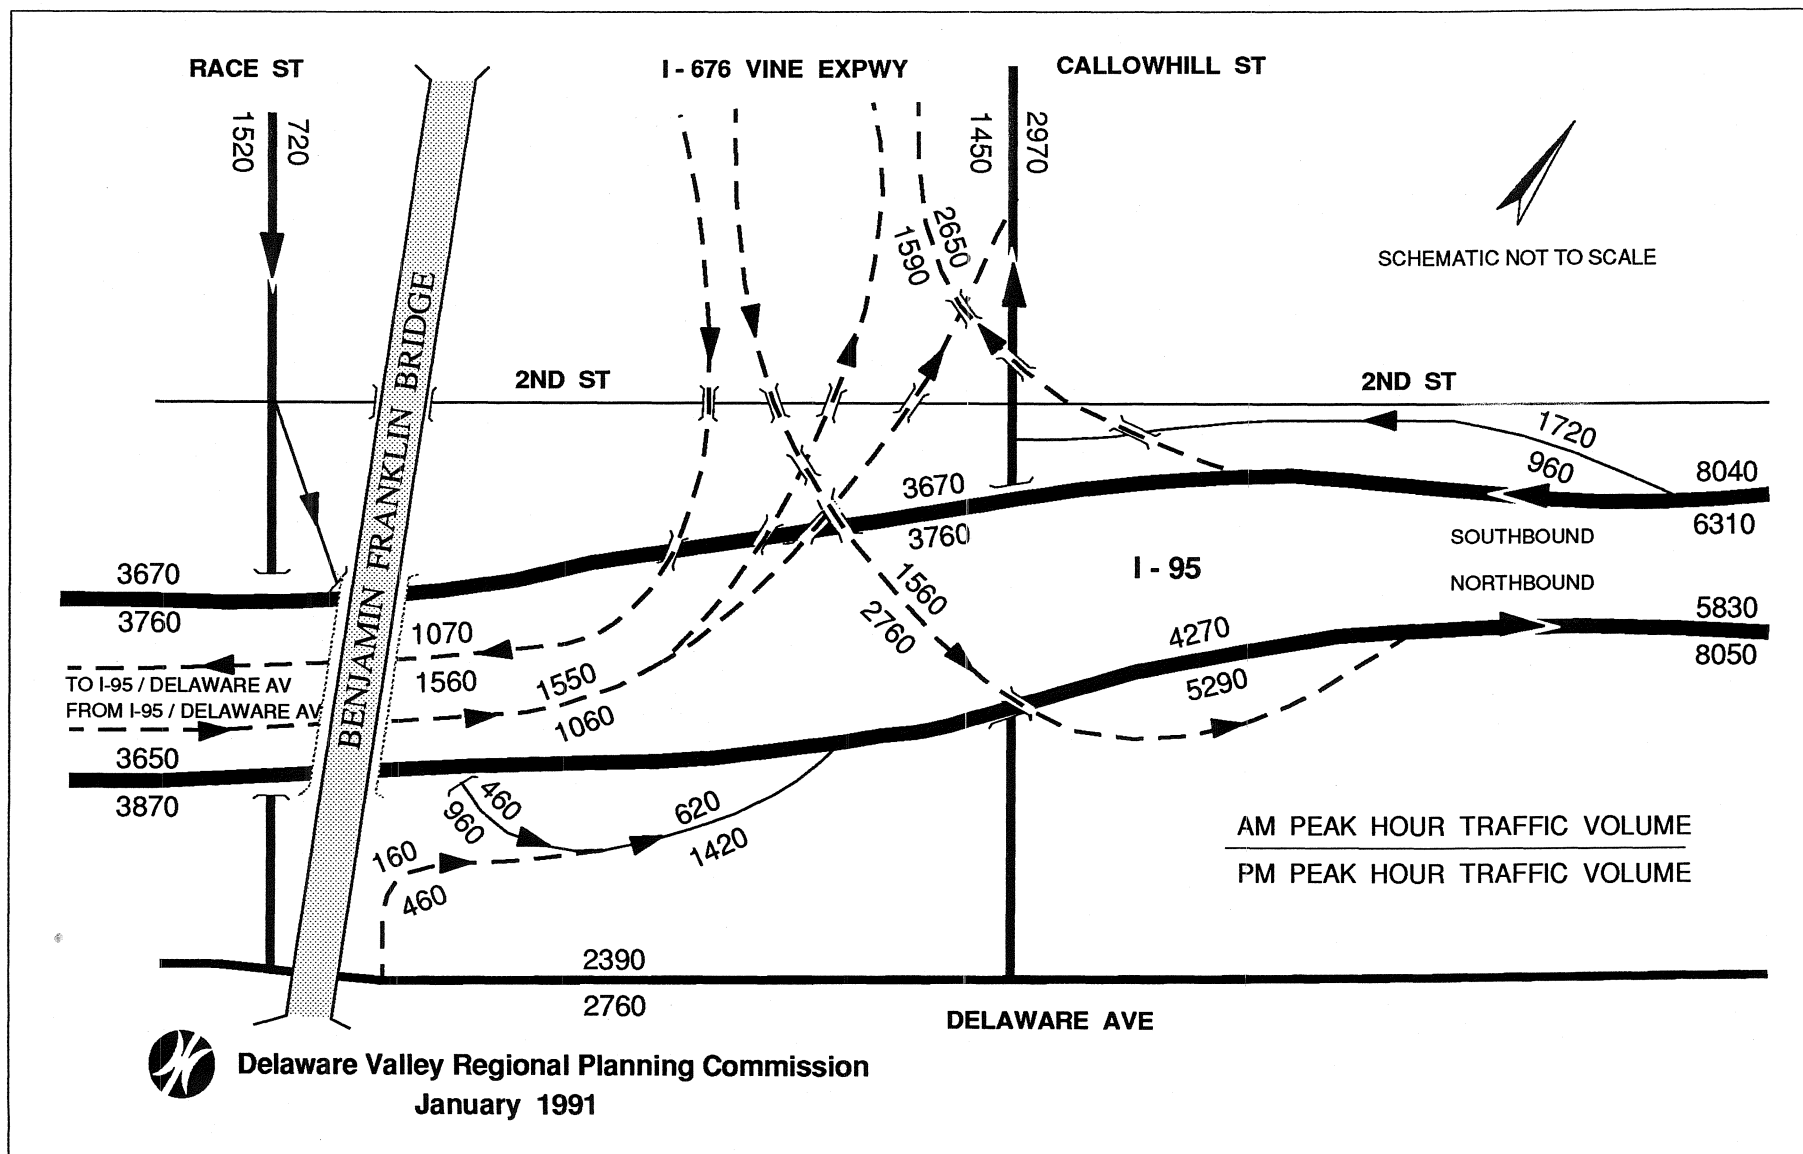 RACE ST
I - 676 VINE EXPWY
CALLOWHILL ST
720
1520
2970
1450
2650
1590
SCHEMATIC NOT TO SCALE
BENJAMIN FRANKLIN BRIDGE
2ND ST
2ND ST
1720
960
8040
6310
3670
3760
SOUTHBOUND
I - 95
NORTHBOUND
3670
3760
1560
2760
5830
8050
4270
5290
1070
1560
TO I-95 / DELAWARE AV
FROM I-95 / DELAWARE AV
1550
1060
3650
3870
460
960
620
1420
160
460
AM PEAK HOUR TRAFFIC VOLUME
PM PEAK HOUR TRAFFIC VOLUME
2390
2760
DELAWARE AVE
Delaware Valley Regional Planning Commission
January 1991